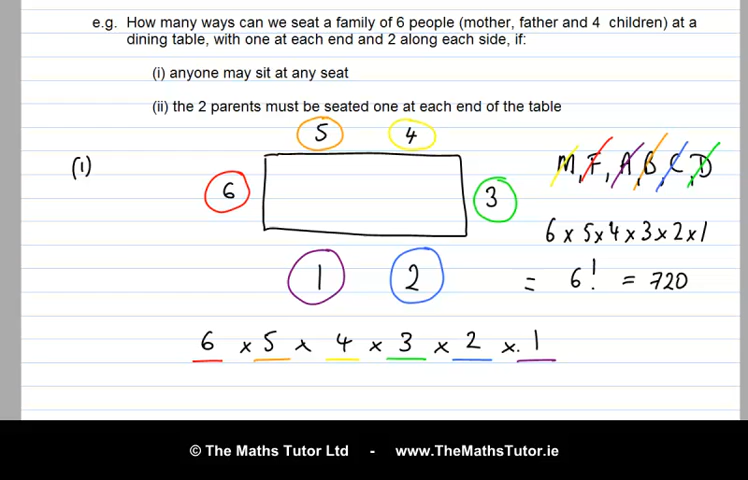 e.g. How many ways can we seat a family of 6 people (mother, father and 4 children) at a
dining table, with one at each end and 2 along each side, if:
(i) anyone may sit at any seat
(ii) the 2 parents must be seated one at each end of the table
(i)
5 4
6 3
1 2
M, F, A, B, C, D
6 x 5 x 4 x 3 x 2 x 1
= 6! = 720
6 x 5 x 4 x 3 x 2 x. 1
© The Maths Tutor Ltd - www.TheMathsTutor.ie